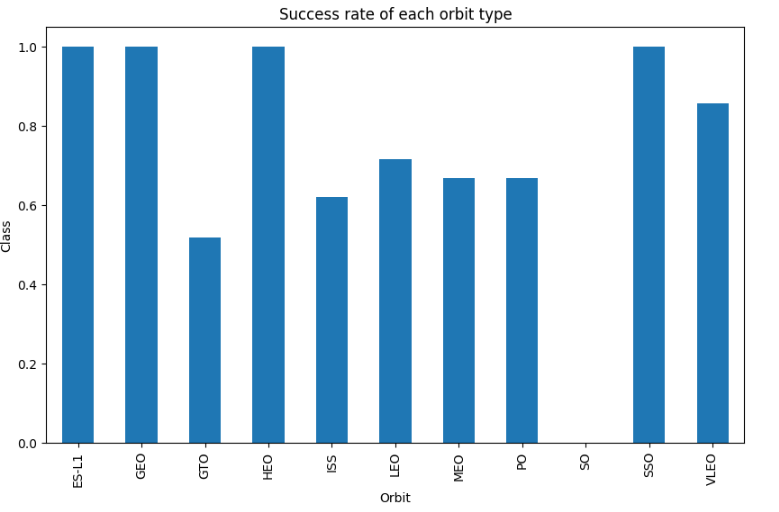 Success rate of each orbit type
1.0
0.8
0.6
0.4
0.2
0.0
Class
ES-L1
GEO
GTO
HEO
ISS
LEO
MEO
PO
SO
SSO
VLEO
Orbit